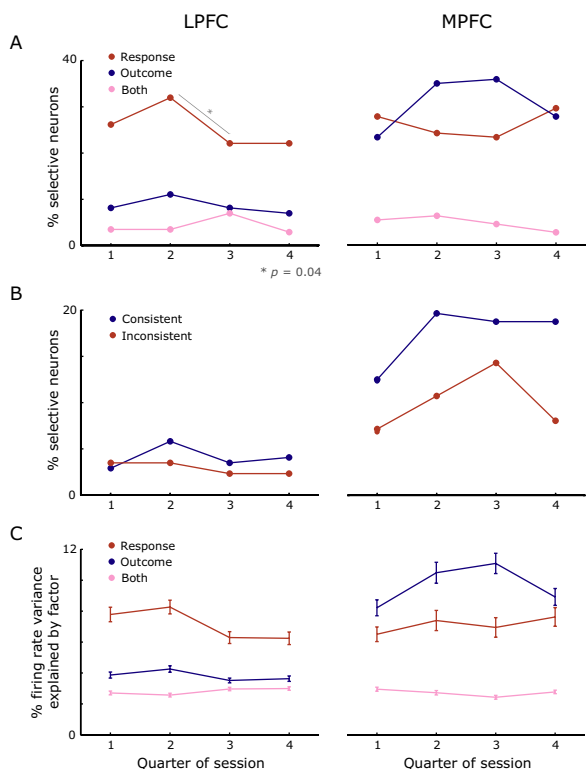 LPFC
MPFC
A
40
Response
Outcome
Both
*
% selective neurons
0
1 2 3 4
1 2 3 4
* p = 0.04
B
20
Consistent
Inconsistent
% selective neurons
0
1 2 3 4
1 2 3 4
C
12
Response
Outcome
Both
% firing rate variance
explained by factor
0
1 2 3 4
1 2 3 4
Quarter of session
Quarter of session